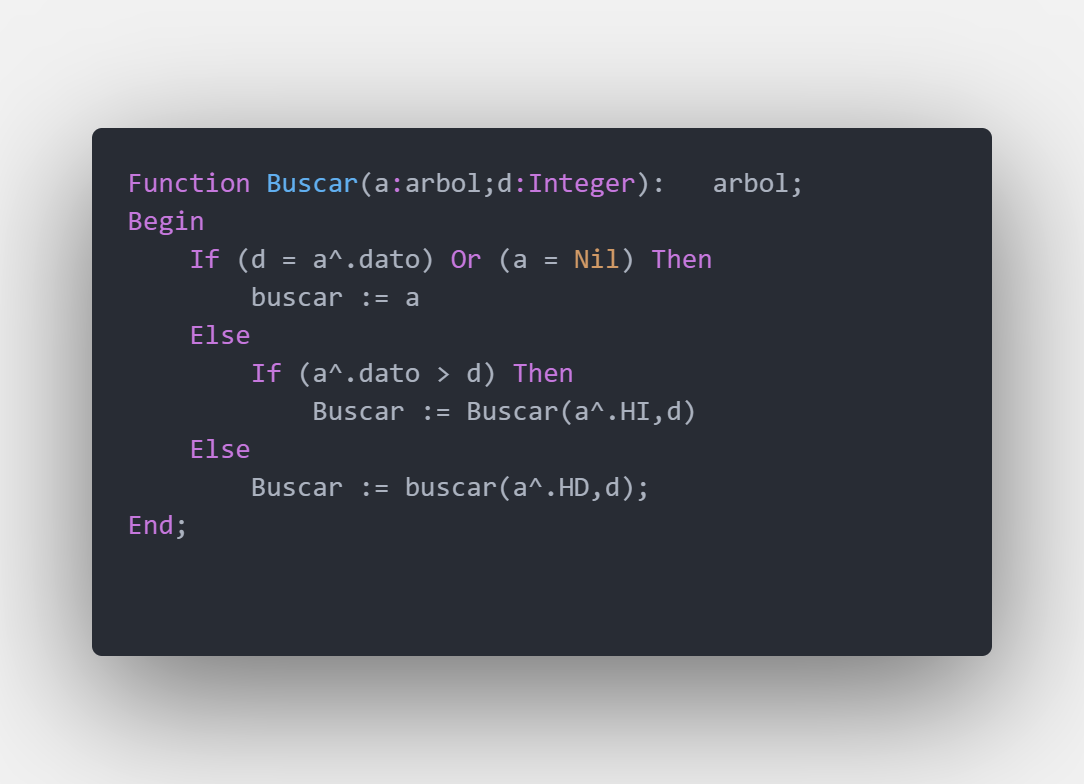 Function Buscar(a:arbol;d:Integer):   arbol;
Begin
    If (d = a^.dato) Or (a = Nil) Then
        buscar := a
    Else
        If (a^.dato > d) Then
            Buscar := Buscar(a^.HI,d)
    Else
        Buscar := buscar(a^.HD,d);
End;